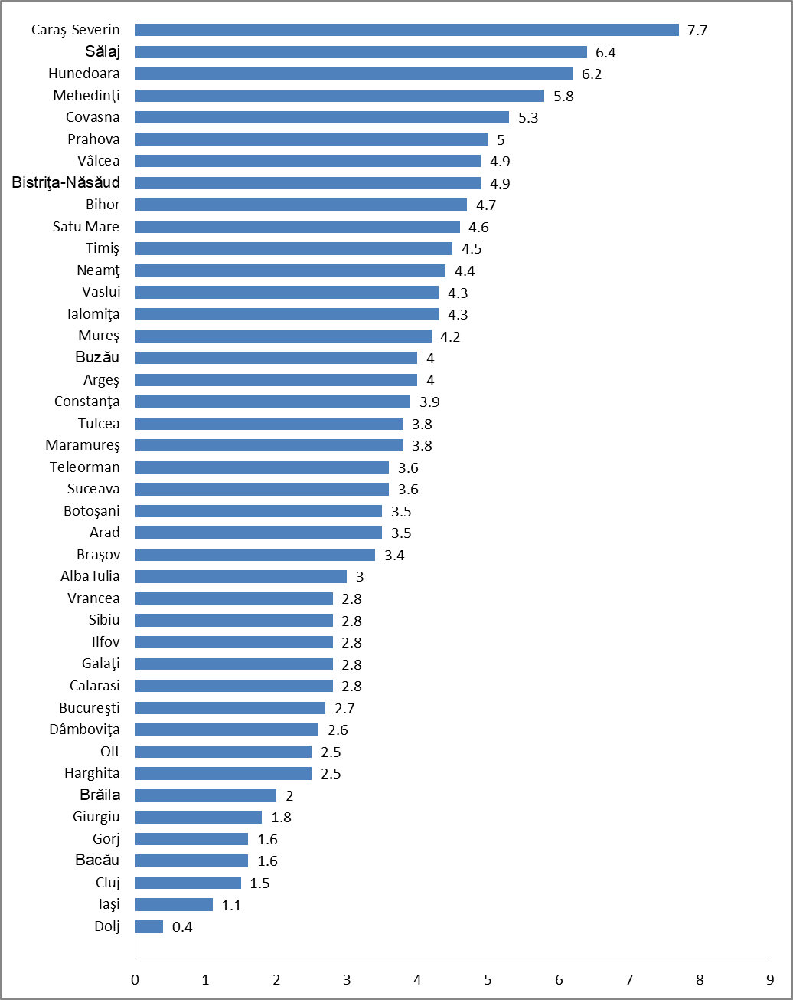 Caraş-Severin 7.7
Sălaj 6.4
Hunedoara 6.2
Mehedinţi 5.8
Covasna 5.3
Prahova 5
Vâlcea 4.9
Bistriţa-Năsăud 4.9
Bihor 4.7
Satu Mare 4.6
Timiş 4.5
Neamţ 4.4
Vaslui 4.3
Ialomiţa 4.3
Mureş 4.2
Buzău 4
Argeş 4
Constanţa 3.9
Tulcea 3.8
Maramureş 3.8
Teleorman 3.6
Suceava 3.6
Botoşani 3.5
Arad 3.5
Braşov 3.4
Alba Iulia 3
Vrancea 2.8
Sibiu 2.8
Ilfov 2.8
Galaţi 2.8
Calarasi 2.8
Bucureşti 2.7
Dâmboviţa 2.6
Olt 2.5
Harghita 2.5
Brăila 2
Giurgiu 1.8
Gorj 1.6
Bacău 1.6
Cluj 1.5
Iaşi 1.1
Dolj 0.4
0 1 2 3 4 5 6 7 8 9